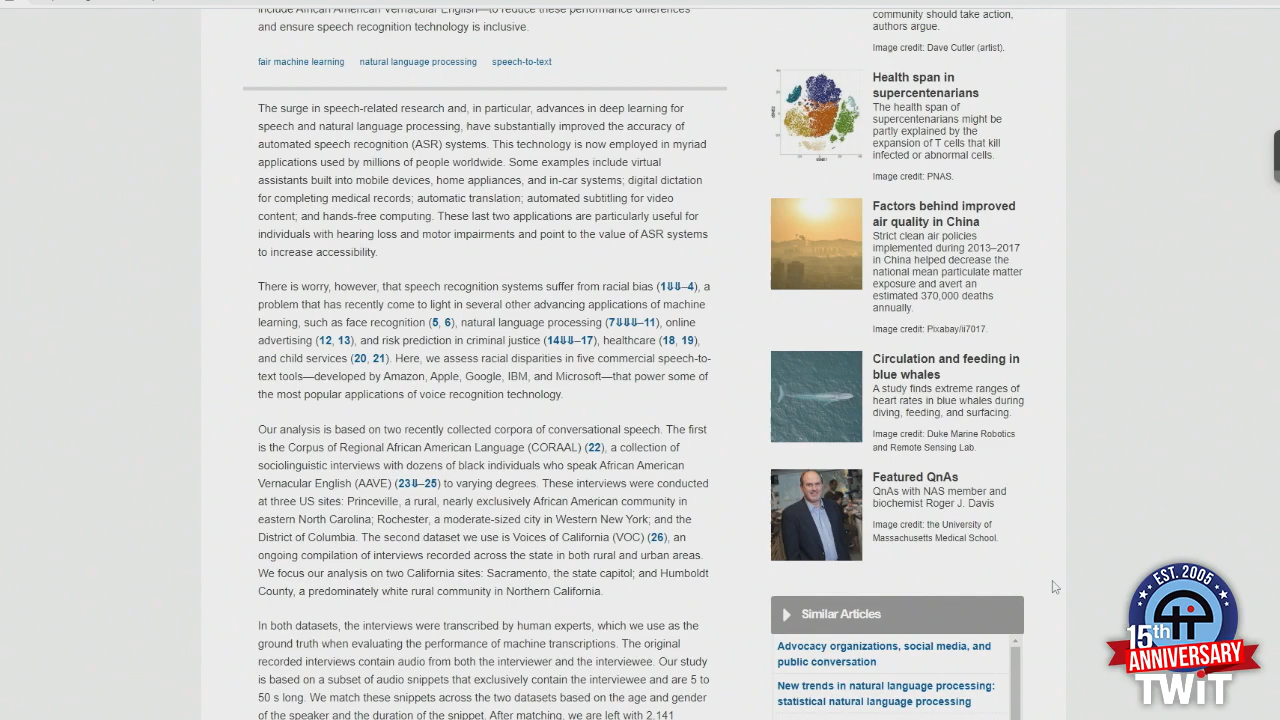 include African American Vernacular English—to reduce these performance differences
and ensure speech recognition technology is inclusive.
fair machine learning natural language processing speech-to-text
The surge in speech-related research and, in particular, advances in deep learning for
speech and natural language processing, have substantially improved the accuracy of
automated speech recognition (ASR) systems. This technology is now employed in myriad
applications used by millions of people worldwide. Some examples include virtual
assistants built into mobile devices, home appliances, and in-car systems; digital dictation
for completing medical records; automatic translation; automated subtitling for video
content; and hands-free computing. These last two applications are particularly useful for
individuals with hearing loss and motor impairments and point to the value of ASR systems
to increase accessibility.
There is worry, however, that speech recognition systems suffer from racial bias (1⇓⇓–4), a
problem that has recently come to light in several other advancing applications of machine
learning, such as face recognition (5, 6), natural language processing (7⇓⇓⇓–11), online
advertising (12, 13), and risk prediction in criminal justice (14⇓⇓–17), healthcare (18, 19),
and child services (20, 21). Here, we assess racial disparities in five commercial speech-to-
text tools—developed by Amazon, Apple, Google, IBM, and Microsoft—that power some of
the most popular applications of voice recognition technology.
Our analysis is based on two recently collected corpora of conversational speech. The first
is the Corpus of Regional African American Language (CORAAL) (22), a collection of
sociolinguistic interviews with dozens of black individuals who speak African American
Vernacular English (AAVE) (23⇓–25) to varying degrees. These interviews were conducted
at three US sites: Princeville, a rural, nearly exclusively African American community in
eastern North Carolina; Rochester, a moderate-sized city in Western New York; and the
District of Columbia. The second dataset we use is Voices of California (VOC) (26), an
ongoing compilation of interviews recorded across the state in both rural and urban areas.
We focus our analysis on two California sites: Sacramento, the state capitol; and Humboldt
County, a predominately white rural community in Northern California.
In both datasets, the interviews were transcribed by human experts, which we use as the
ground truth when evaluating the performance of machine transcriptions. The original
recorded interviews contain audio from both the interviewer and the interviewee. Our study
is based on a subset of audio snippets that exclusively contain the interviewee and are 5 to
50 s long. We match these snippets across the two datasets based on the age and gender
of the speaker and the duration of the snippet. After matching, we are left with 2,141
community should take action,
authors argue.
Image credit: Dave Cutler (artist).
Health span in
supercentenarians
The health span of
supercentenarians might be
partly explained by the
expansion of T cells that kill
infected or abnormal cells.
Image credit: PNAS.
Factors behind improved
air quality in China
Strict clean air policies
implemented during 2013–2017
in China helped decrease the
national mean particulate matter
exposure and avert an
estimated 370,000 deaths
annually.
Image credit: Pixabay/ii7017.
Circulation and feeding in
blue whales
A study finds extreme ranges of
heart rates in blue whales during
diving, feeding, and surfacing.
Image credit: Duke Marine Robotics
and Remote Sensing Lab.
Featured QnAs
QnAs with NAS member and
biochemist Roger J. Davis
Image credit: the University of
Massachusetts Medical School.
Similar Articles
Advocacy organizations, social media, and
public conversation
New trends in natural language processing:
statistical natural language processing
EST. 2005
15th
ANNIVERSARY
TWiT